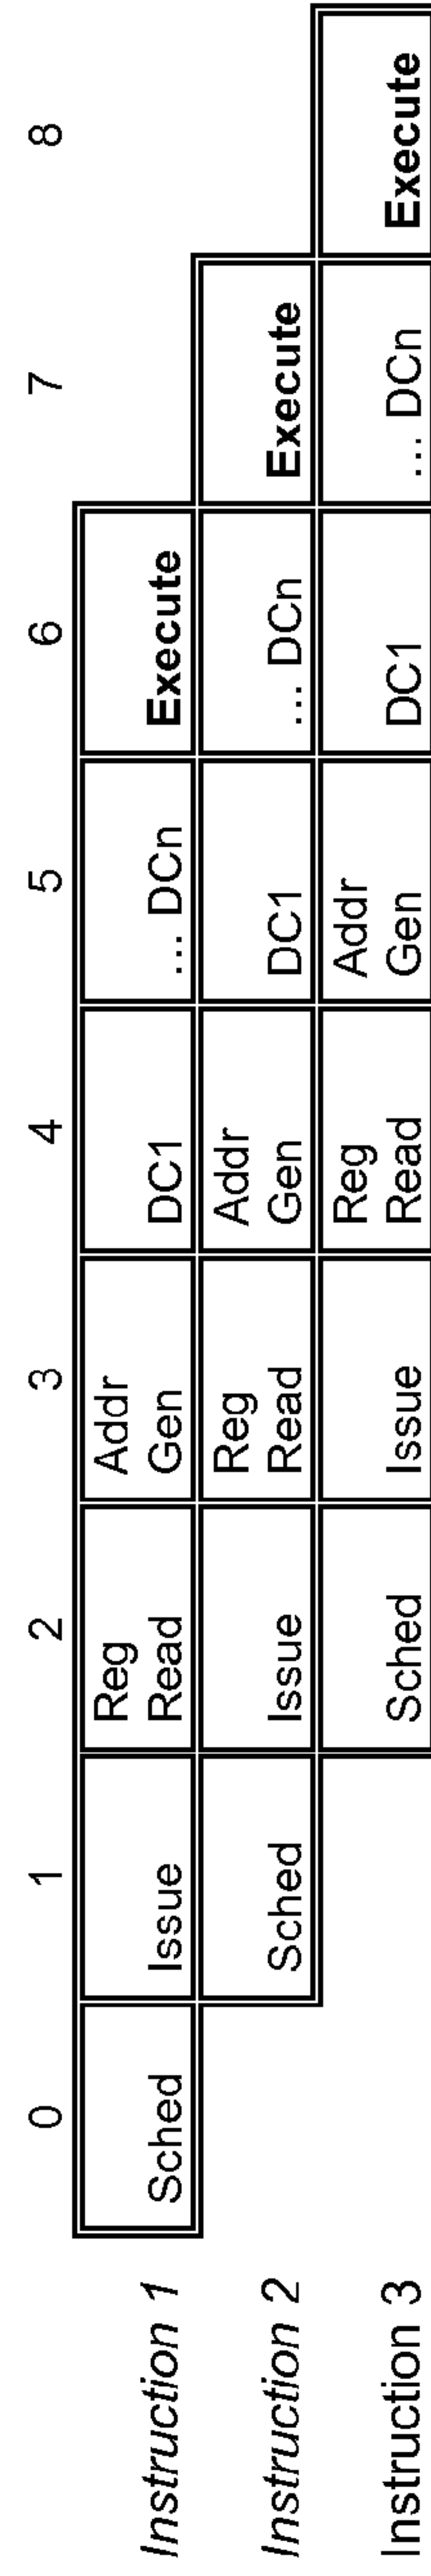 0 1 2 3 4 5 6 7 8
Instruction 1 Sched Issue Reg Read Addr Gen DC1 ... DCn Execute
Instruction 2 Sched Issue Reg Read Addr Gen DC1 ... DCn Execute
Instruction 3 Sched Issue Reg Read Addr Gen DC1 ... DCn Execute